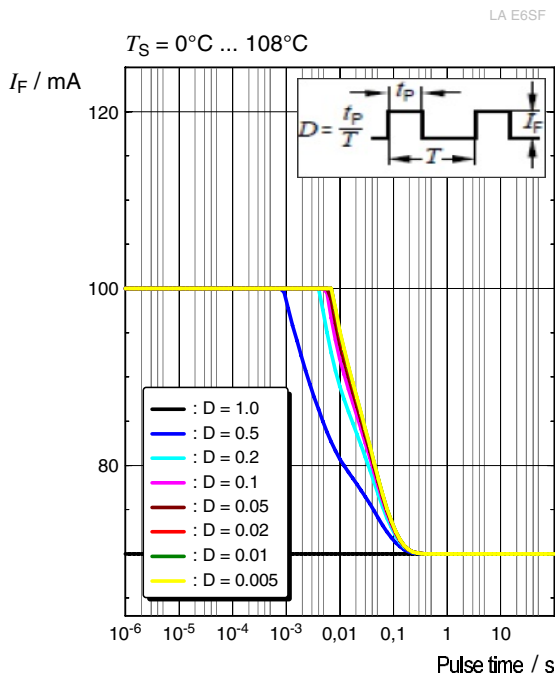 LA E6SF
T_S = 0°C ... 108°C
I_F / mA
120
100
80
63
t_P
D = t_P / T
I_F
T
: D = 1.0
: D = 0.5
: D = 0.2
: D = 0.1
: D = 0.05
: D = 0.02
: D = 0.01
: D = 0.005
10^-6 10^-5 10^-4 10^-3 0,01 0,1 1 10
Pulse time / s